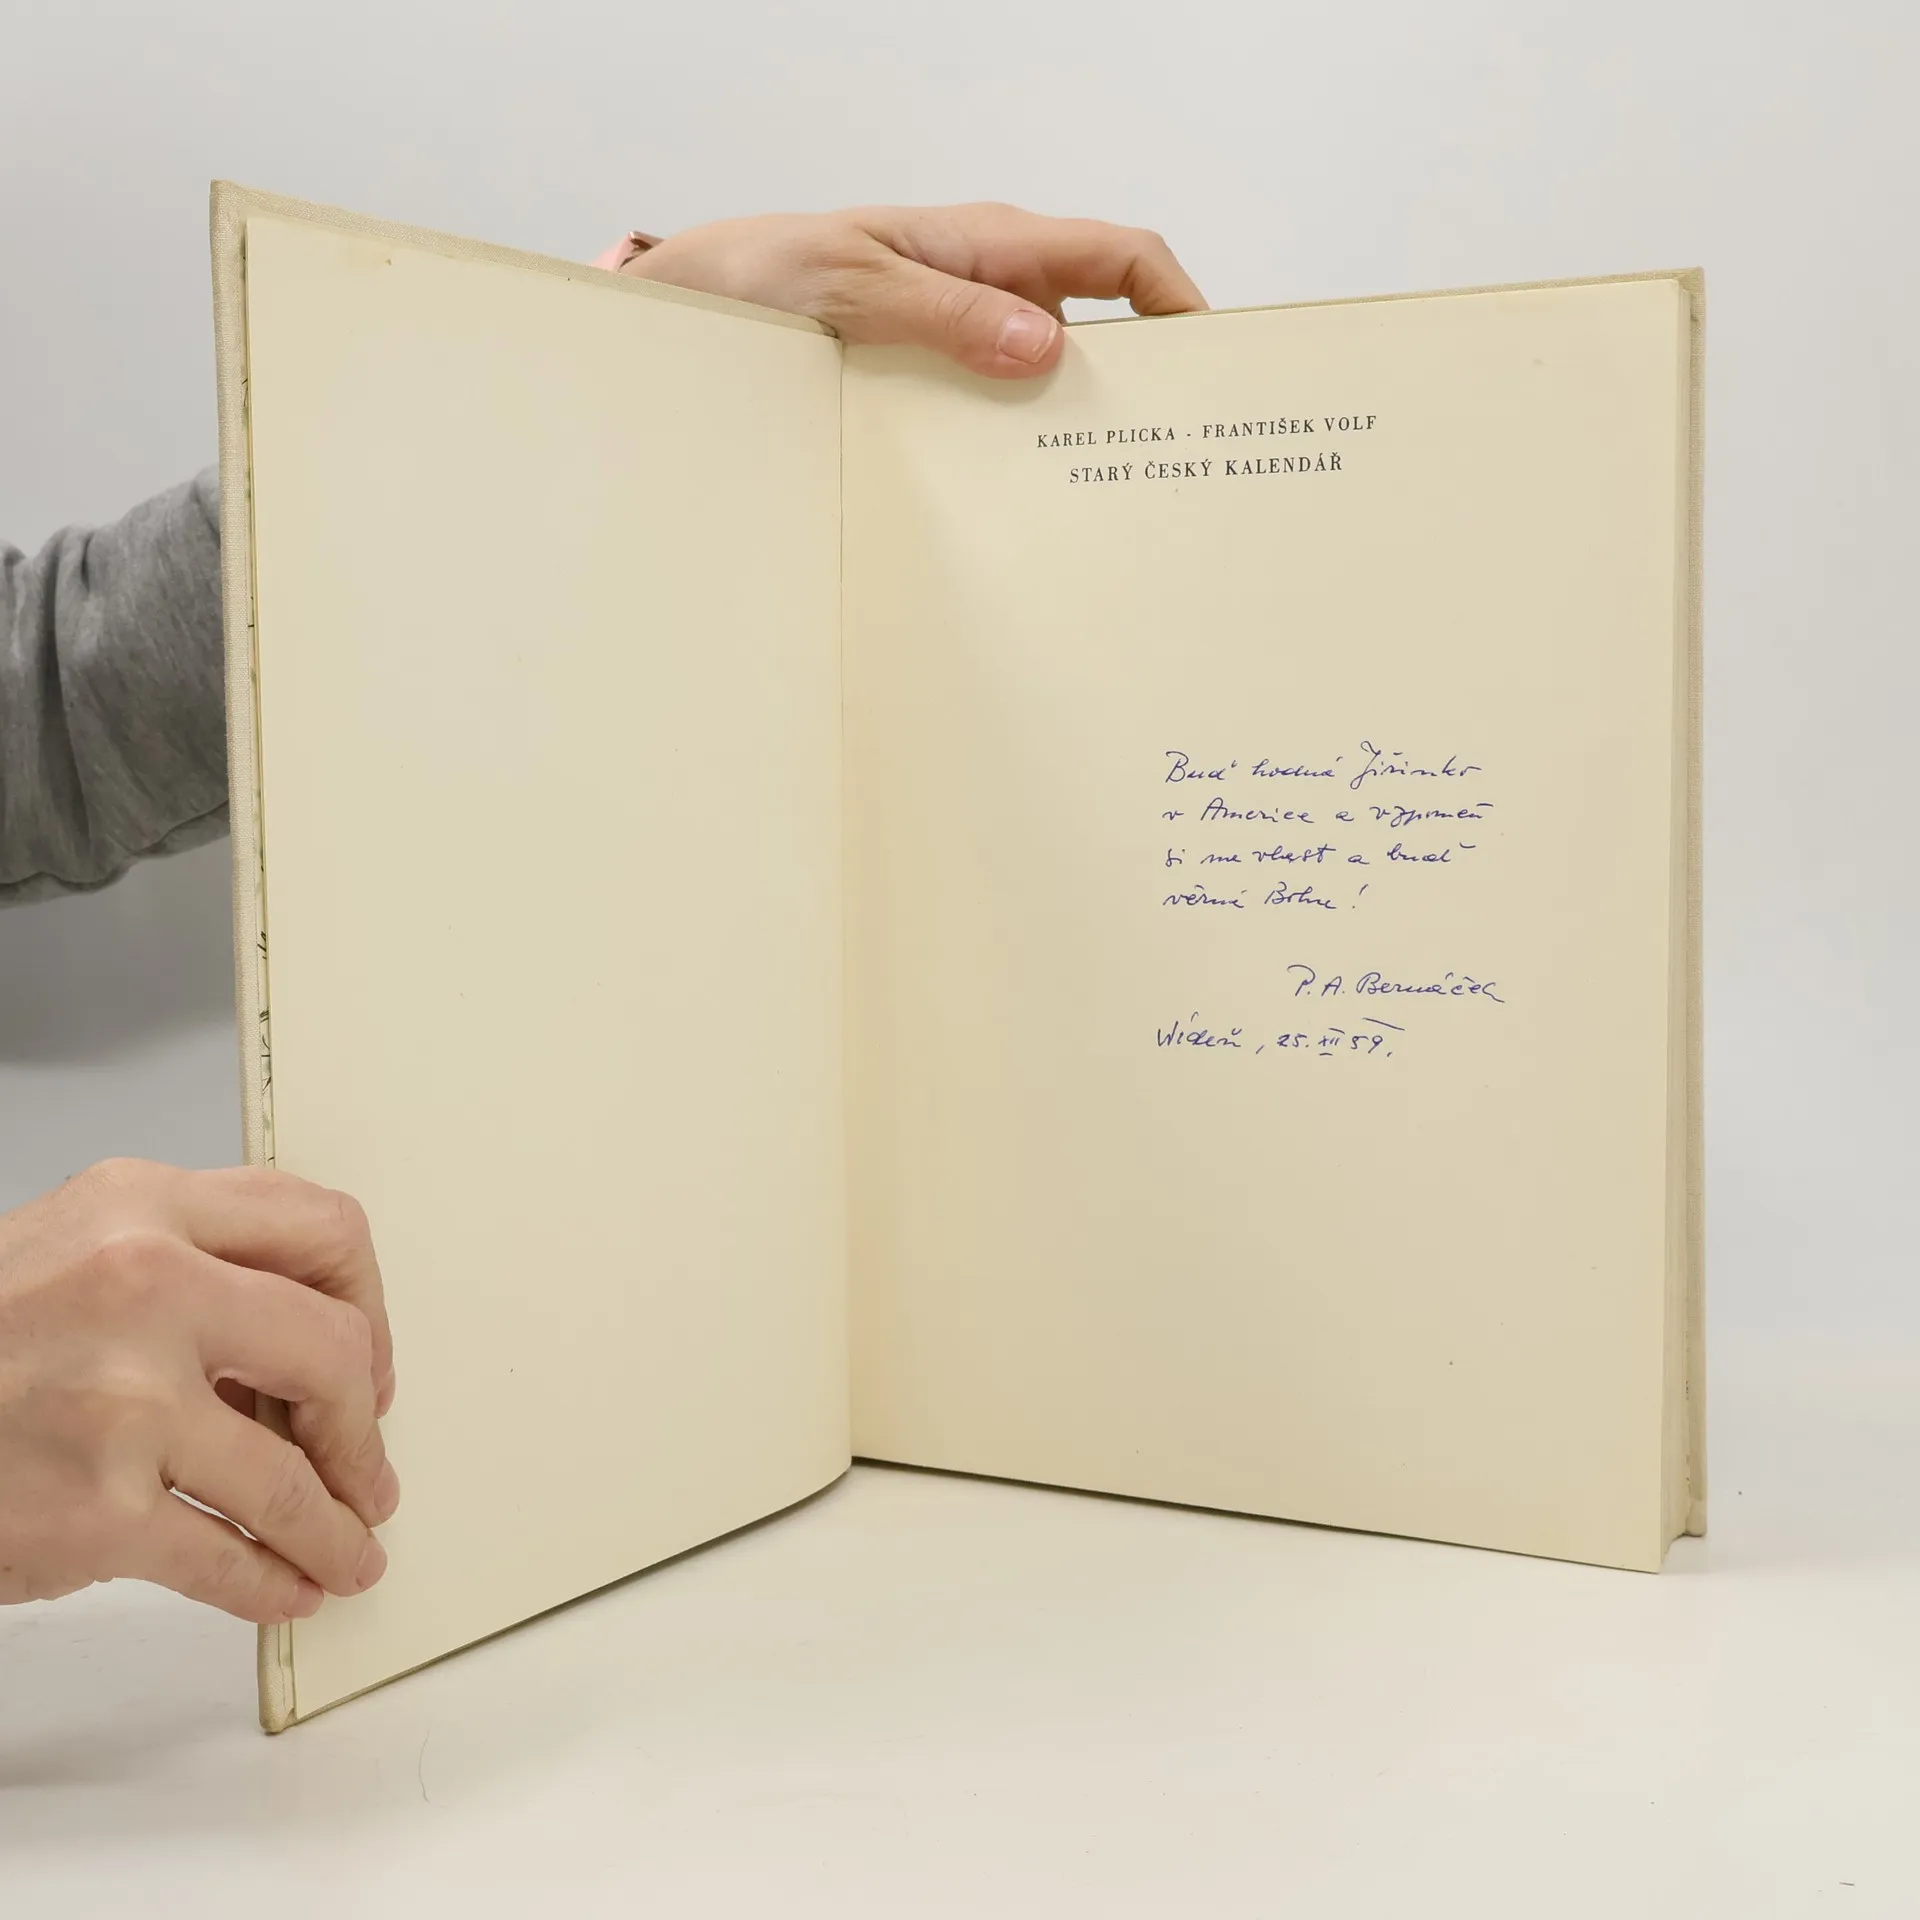 KAREL PLICKA - FRANTIŠEK VOLF
STARÝ ČESKÝ KALENDÁŘ
Buď hodná Jiřinko
v Americe a vzpomeň
si na vlast a buď
věrná Bohu!
P. A. Bernáček
Vídeň, 25. XII 59.